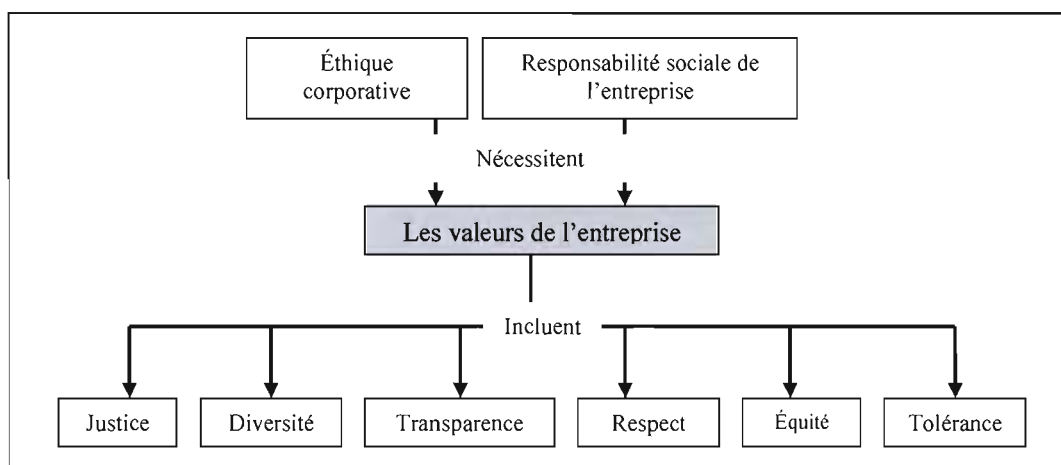 Éthique
corporative
Responsabilité sociale de
l'entreprise
Nécessitent
Les valeurs de l'entreprise
Incluent
Justice
Diversité
Transparence
Respect
Équité
Tolérance